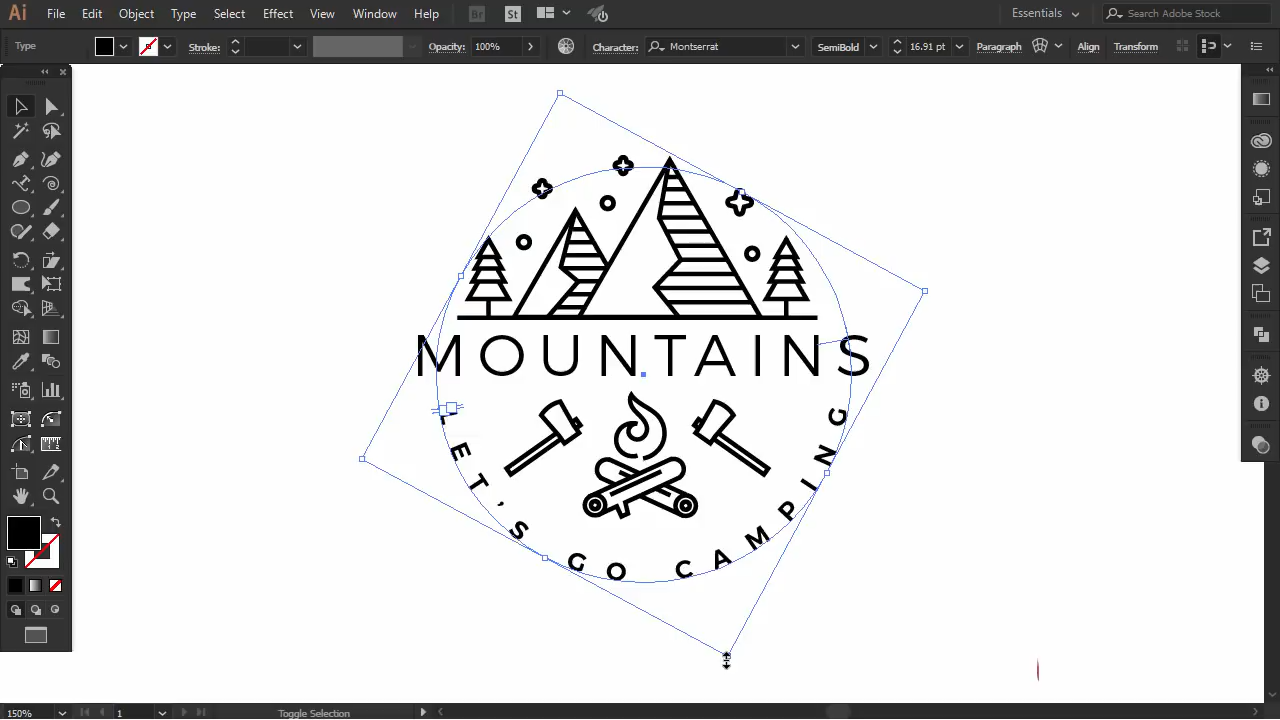 Ai File Edit Object Type Select Effect View Window Help Br St Essentials Search Adobe Stock
Type Stroke: Opacity: 100% Character: Montserrat SemiBold 16.91 pt Paragraph Align Transform
MOUNTAINS
LET'S GO CAMPING
150% 1 Toggle Selection